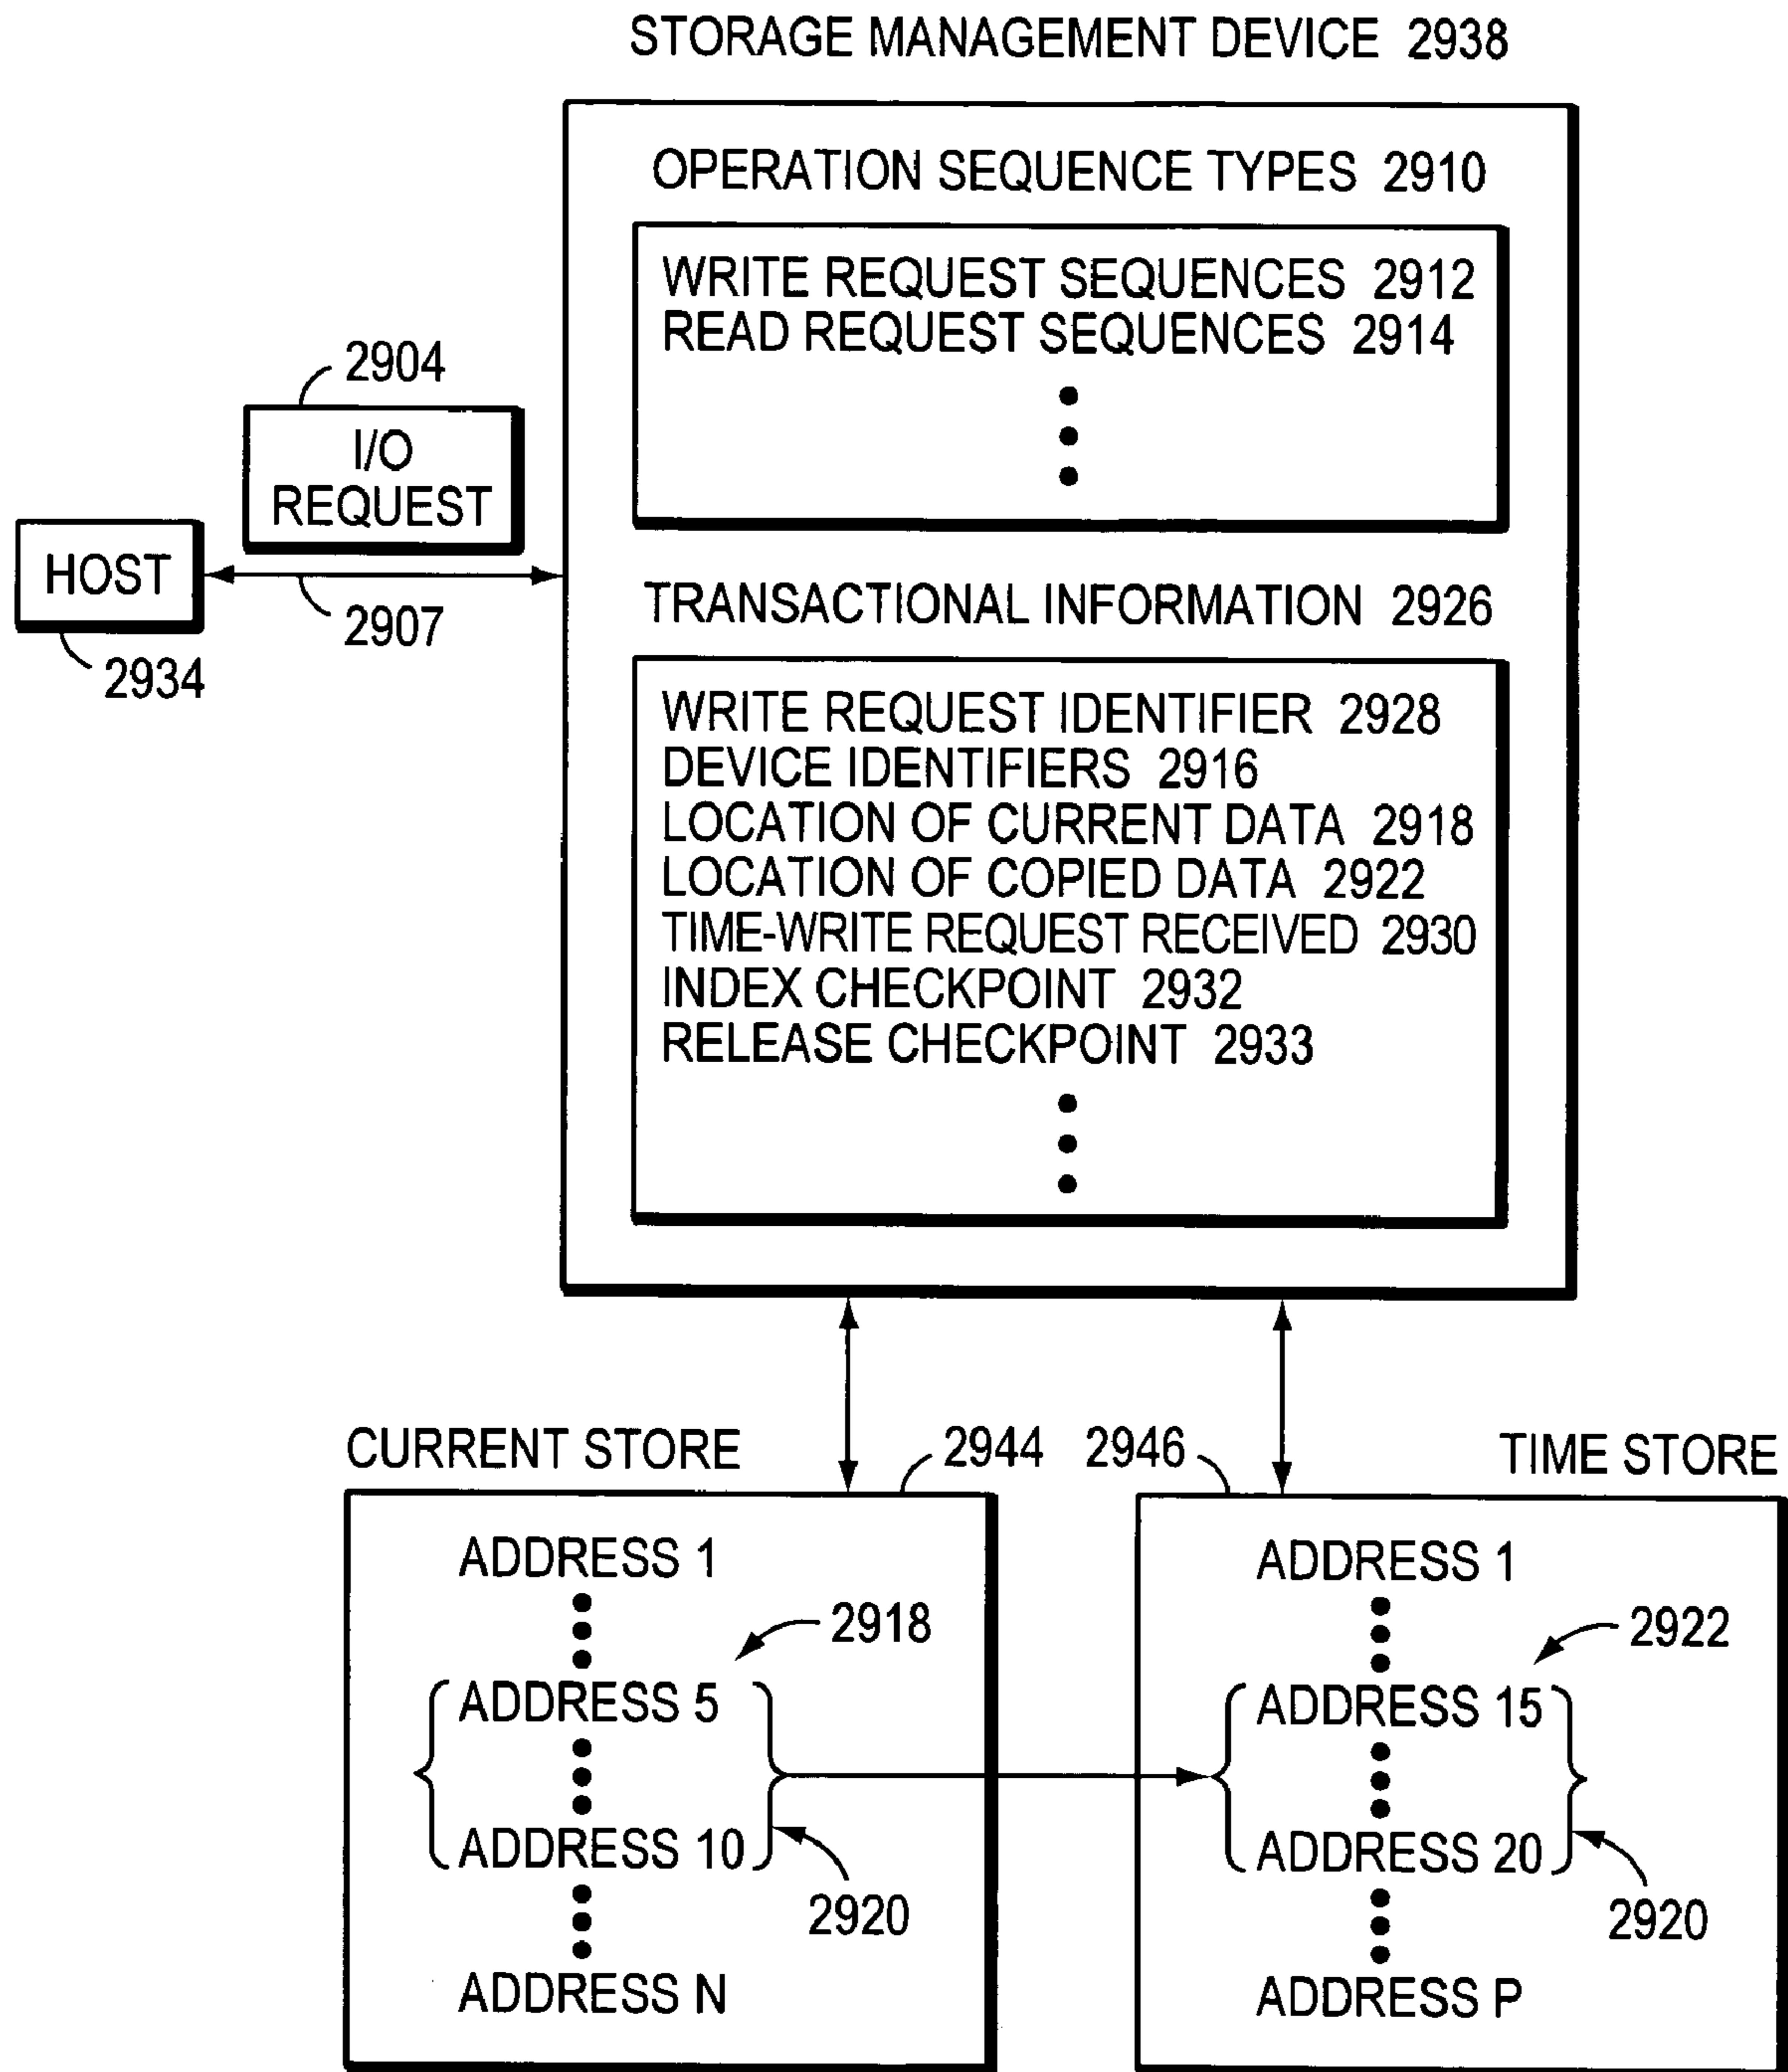 STORAGE MANAGEMENT DEVICE 2938
OPERATION SEQUENCE TYPES 2910
WRITE REQUEST SEQUENCES 2912
READ REQUEST SEQUENCES 2914
2904
I/O
REQUEST
HOST
2907
2934
TRANSACTIONAL INFORMATION 2926
WRITE REQUEST IDENTIFIER 2928
DEVICE IDENTIFIERS 2916
LOCATION OF CURRENT DATA 2918
LOCATION OF COPIED DATA 2922
TIME-WRITE REQUEST RECEIVED 2930
INDEX CHECKPOINT 2932
RELEASE CHECKPOINT 2933
CURRENT STORE
2944
ADDRESS 1
2918
ADDRESS 5
ADDRESS 10
2920
ADDRESS N
2946
TIME STORE
ADDRESS 1
2922
ADDRESS 15
ADDRESS 20
2920
ADDRESS P